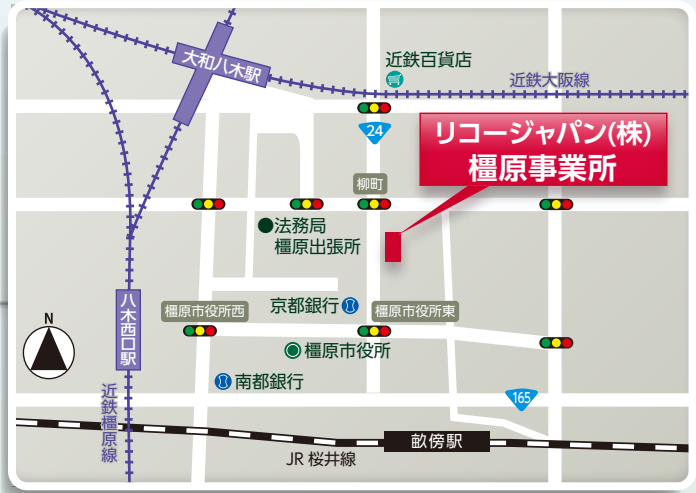 大和八木駅
近鉄百貨店
近鉄大阪線
24
リコージャパン(株)
橿原事業所
柳町
法務局
橿原出張所
八木西口駅
橿原市役所西
京都銀行
橿原市役所東
N
橿原市役所
南都銀行
近鉄橿原線
165
畝傍駅
JR 桜井線